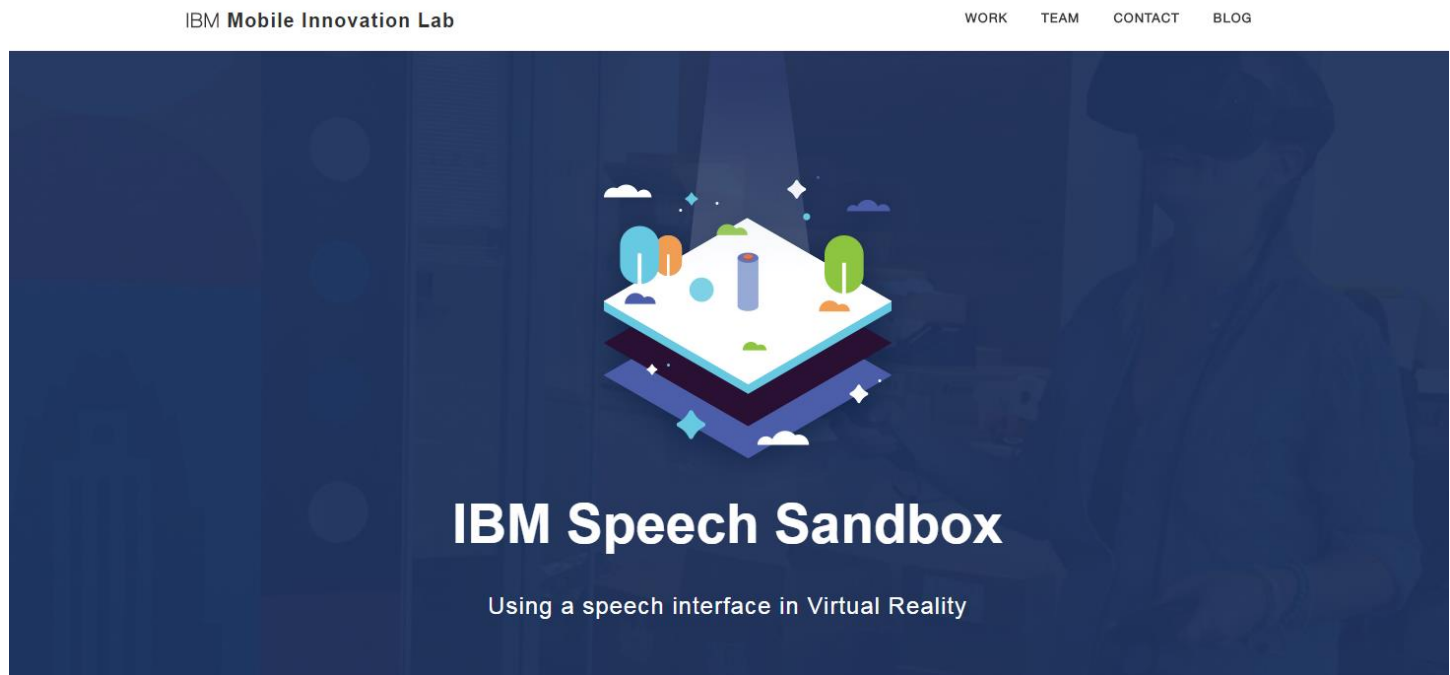 IBM Mobile Innovation Lab
WORK TEAM CONTACT BLOG
IBM Speech Sandbox
Using a speech interface in Virtual Reality